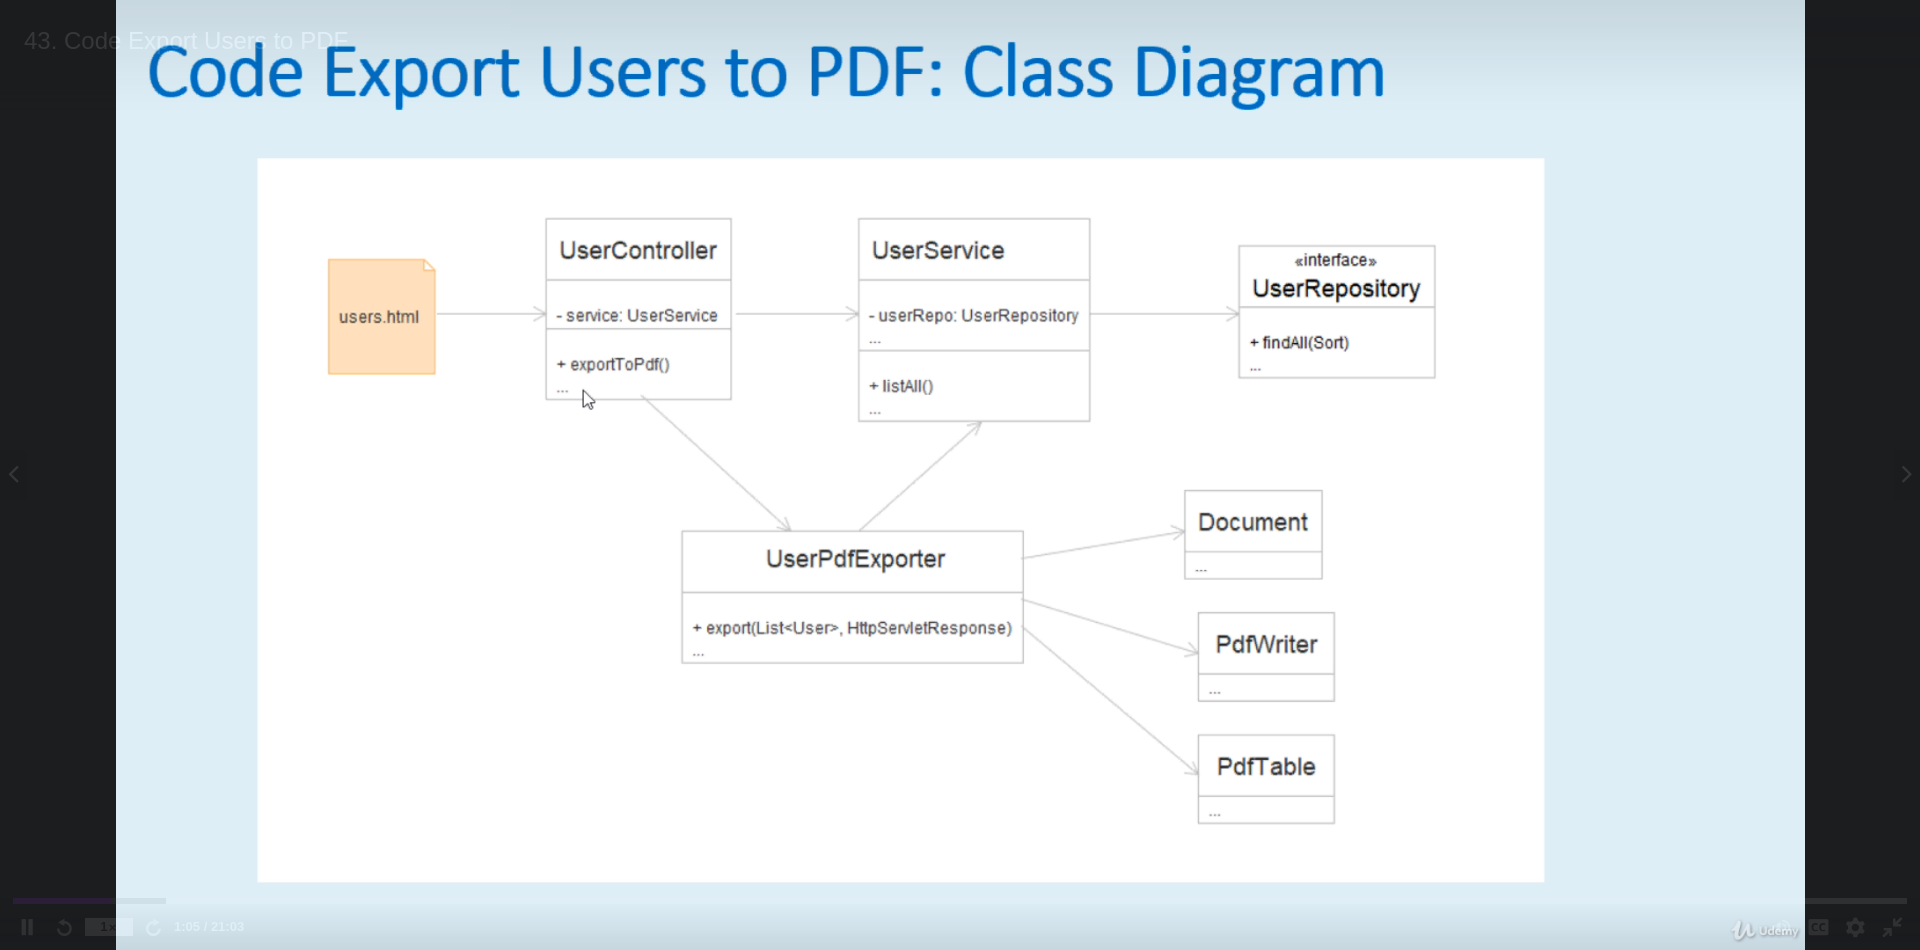 43. Code Export Users to PDF
Code Export Users to PDF: Class Diagram
users.html
UserController
- service: UserService
+ exportToPdf()
...
UserService
- userRepo: UserRepository
...
+ listAll()
...
«interface»
UserRepository
+ findAll(Sort)
...
UserPdfExporter
+ export(List<User>, HttpServletResponse)
...
Document
...
PdfWriter
...
PdfTable
...
1x
1:05 / 21:03
Udemy
CC